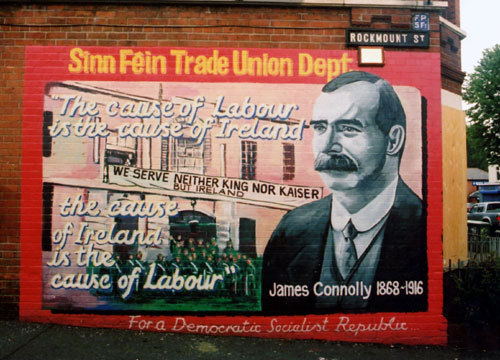 FPS
ROCKMOUNT ST
Sinn Féin Trade Union Dept
"The cause of Labour
is the cause of Ireland
WE SERVE NEITHER KING NOR KAISER
BUT IRELAND
the cause
of Ireland
is the
cause of Labour"
James Connolly 1868-1916
For a Democratic Socialist Republic...